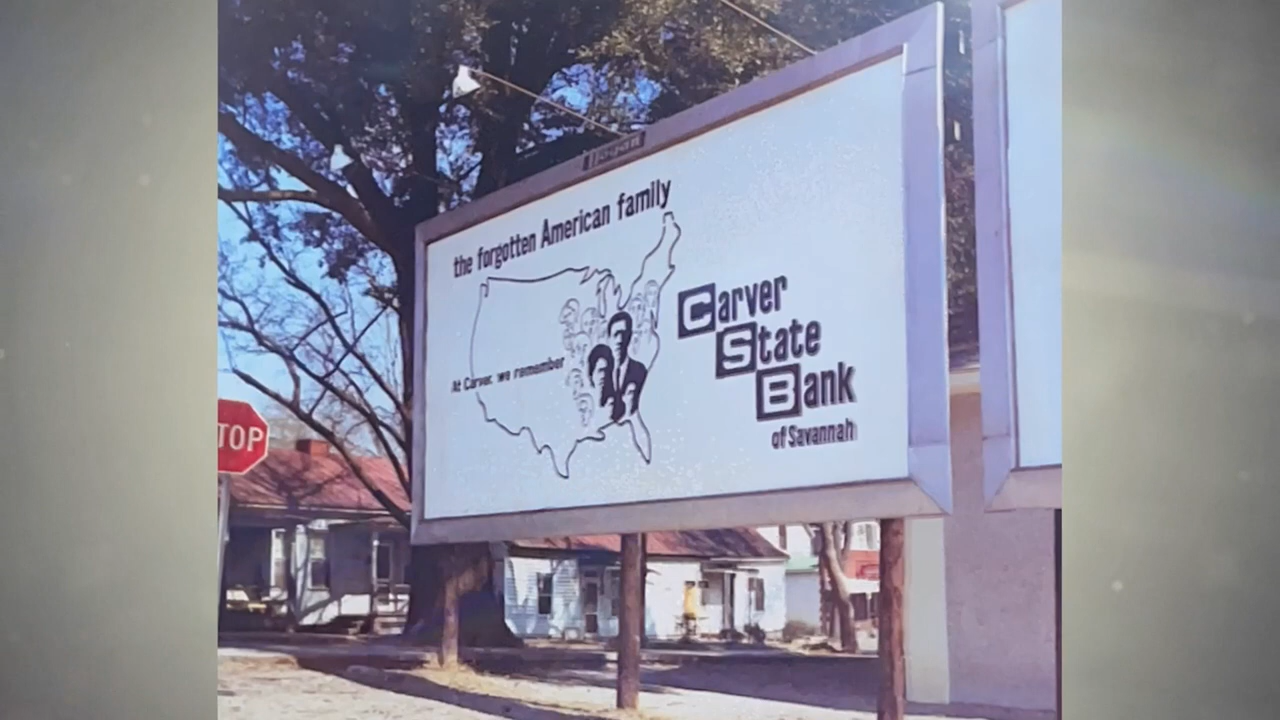 the forgotten American family
At Carver, we remember
Carver
State
Bank
of Savannah
TOP